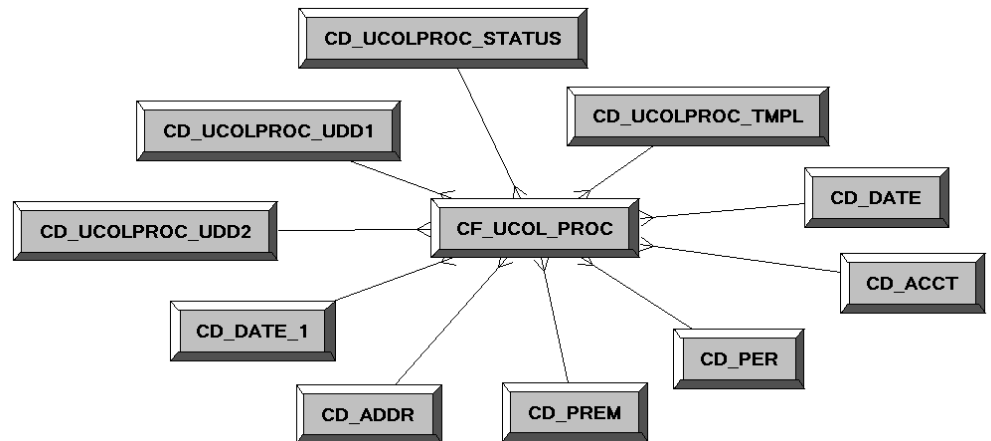 CD_UCOLPROC_STATUS
CD_UCOLPROC_TMPL
CD_UCOLPROC_UDD1
CD_DATE
CF_UCOL_PROC
CD_UCOLPROC_UDD2
CD_ACCT
CD_DATE_1
CD_PER
CD_ADDR
CD_PREM